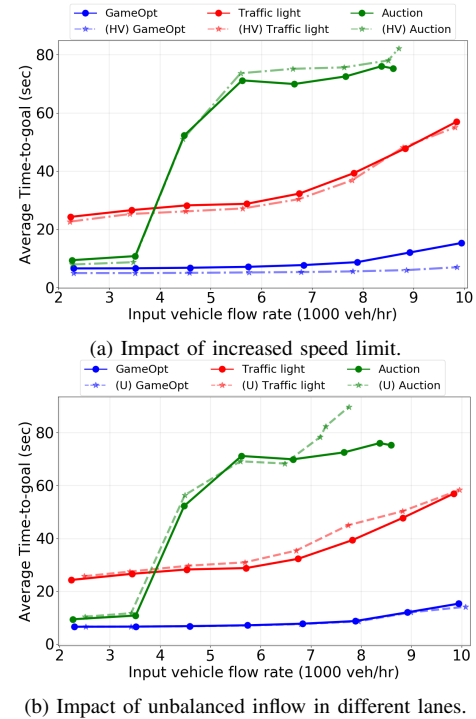 GameOpt Traffic light Auction
(HV) GameOpt (HV) Traffic light (HV) Auction
80
60
40
20
0
Average Time-to-goal (sec)
2 3 4 5 6 7 8 9 10
Input vehicle flow rate (1000 veh/hr)
(a) Impact of increased speed limit.
GameOpt Traffic light Auction
(U) GameOpt (U) Traffic light (U) Auction
80
60
40
20
0
Average Time-to-goal (sec)
2 3 4 5 6 7 8 9 10
Input vehicle flow rate (1000 veh/hr)
(b) Impact of unbalanced inflow in different lanes.